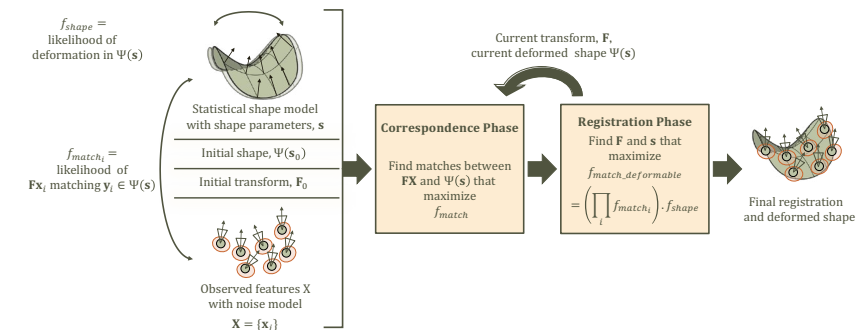 f_shape =
likelihood of
deformation in Ψ(s)
Statistical shape model
with shape parameters, s
Initial shape, Ψ(s₀)
Initial transform, F₀
f_match_i =
likelihood of
Fx_i matching y_i ∈ Ψ(s)
Observed features X
with noise model
X = {x_i}
Correspondence Phase
Find matches between
FX and Ψ(s) that
maximize
f_match
Current transform, F,
current deformed shape Ψ(s)
Registration Phase
Find F and s that
maximize
f_match_deformable
= (∏_i f_match_i) . f_shape
Final registration
and deformed shape